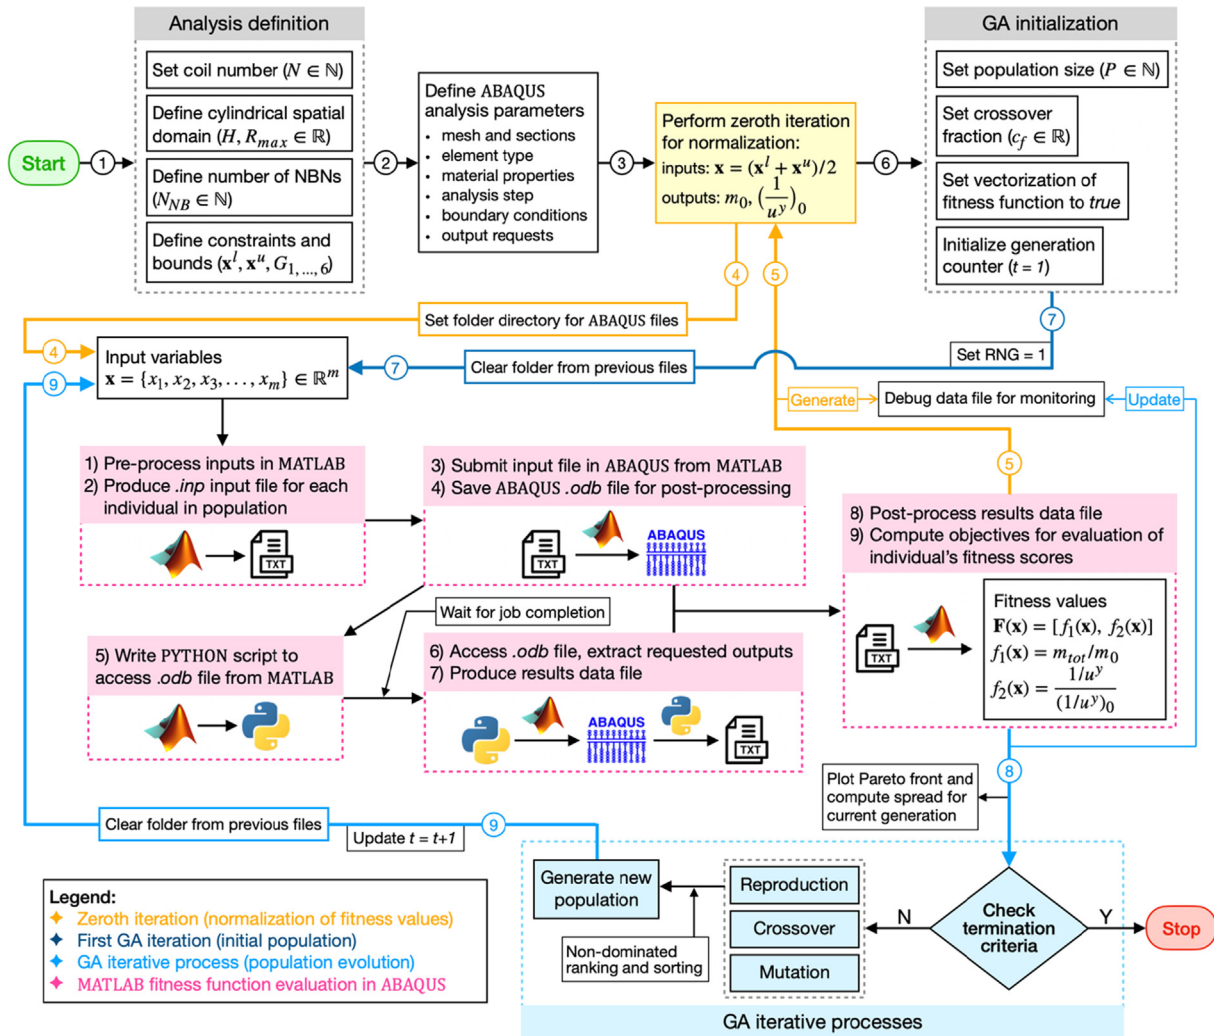 Analysis definition
Set coil number (N ∈ ℕ)
Define cylindrical spatial
domain (H, R_max ∈ ℝ)
Define number of NBNs
(N_NB ∈ ℕ)
Define constraints and
bounds (x^l, x^u, G_1,...,6)
Start
1
2
Define ABAQUS
analysis parameters
• mesh and sections
• element type
• material properties
• analysis step
• boundary conditions
• output requests
3
Perform zeroth iteration
for normalization:
inputs: x = (x^l + x^u)/2
outputs: m_0, (1/u^y)_0
6
GA initialization
Set population size (P ∈ ℕ)
Set crossover
fraction (c_f ∈ ℝ)
Set vectorization of
fitness function to true
Initialize generation
counter (t = 1)
4
5
7
Set folder directory for ABAQUS files
Set RNG = 1
4
9
Input variables
x = {x_1, x_2, x_3, . . . , x_m} ∈ ℝ^m
7
Clear folder from previous files
Generate
Debug data file for monitoring
Update
5
1) Pre-process inputs in MATLAB
2) Produce .inp input file for each
individual in population
TXT
3) Submit input file in ABAQUS from MATLAB
4) Save ABAQUS .odb file for post-processing
TXT
ABAQUS
8) Post-process results data file
9) Compute objectives for evaluation of
individual's fitness scores
TXT
Fitness values
F(x) = [f_1(x), f_2(x)]
f_1(x) = m_tot/m_0
f_2(x) = (1/u^y)/((1/u^y)_0)
Wait for job completion
5) Write PYTHON script to
access .odb file from MATLAB
6) Access .odb file, extract requested outputs
7) Produce results data file
ABAQUS
TXT
8
Plot Pareto front and
compute spread for
current generation
Clear folder from previous files
Update t = t+1
9
Generate new
population
Non-dominated
ranking and sorting
Reproduction
Crossover
Mutation
N
Check
termination
criteria
Y
Stop
GA iterative processes
Legend:
Zeroth iteration (normalization of fitness values)
First GA iteration (initial population)
GA iterative process (population evolution)
MATLAB fitness function evaluation in ABAQUS